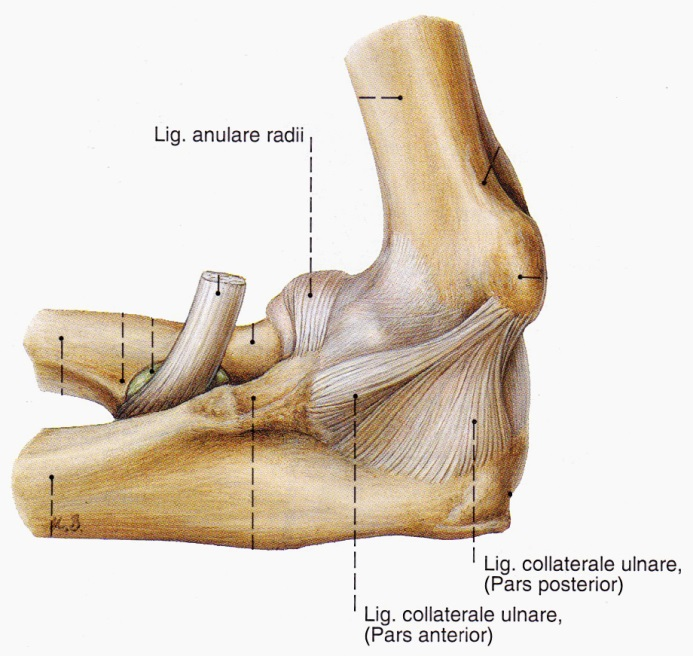 Lig. anulare radii
Lig. collaterale ulnare,
(Pars posterior)
Lig. collaterale ulnare,
(Pars anterior)